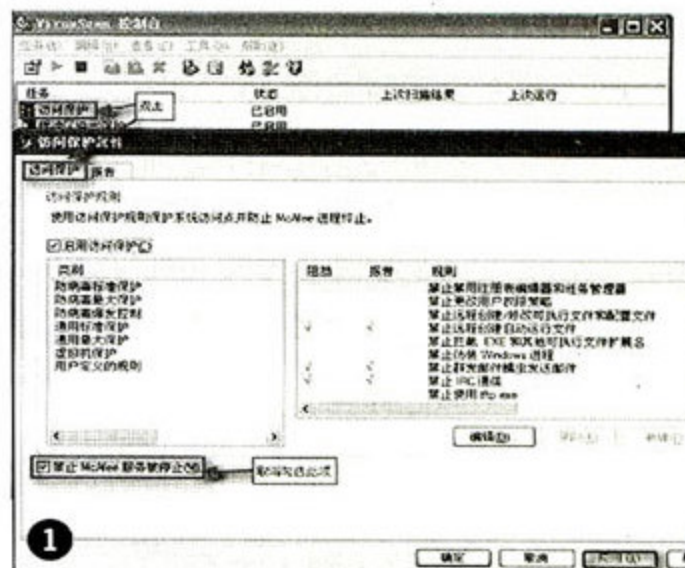 VirusScan 控制台
任务 状态 上次扫描结果 上次运行
访问保护 点击 已启用
已启用
访问保护属性
访问保护 报告
访问保护规则
使用访问保护规则保护系统访问点并防止 McAfee 进程终止。
启用访问保护(C)
类别 阻挡 报告 规则
防病毒标准保护
防病毒最大保护
防病毒爆发控制
通用标准保护
通用最大保护
虚拟机保护
用户定义的规则
禁止禁用注册表编辑器和任务管理器
禁止更改用户权限策略
禁止远程创建/修改可执行文件和配置文件
禁止远程创建自动运行文件
禁止拦截 .EXE 和其他可执行文件扩展名
禁止伪装 Windows 进程
禁止群发邮件蠕虫发送邮件
禁止 IRC 通信
禁止使用 tftp.exe
编辑(D)
禁止 McAfee 服务被停止(M) 取消勾选此项
1
确定 取消 应用(A)